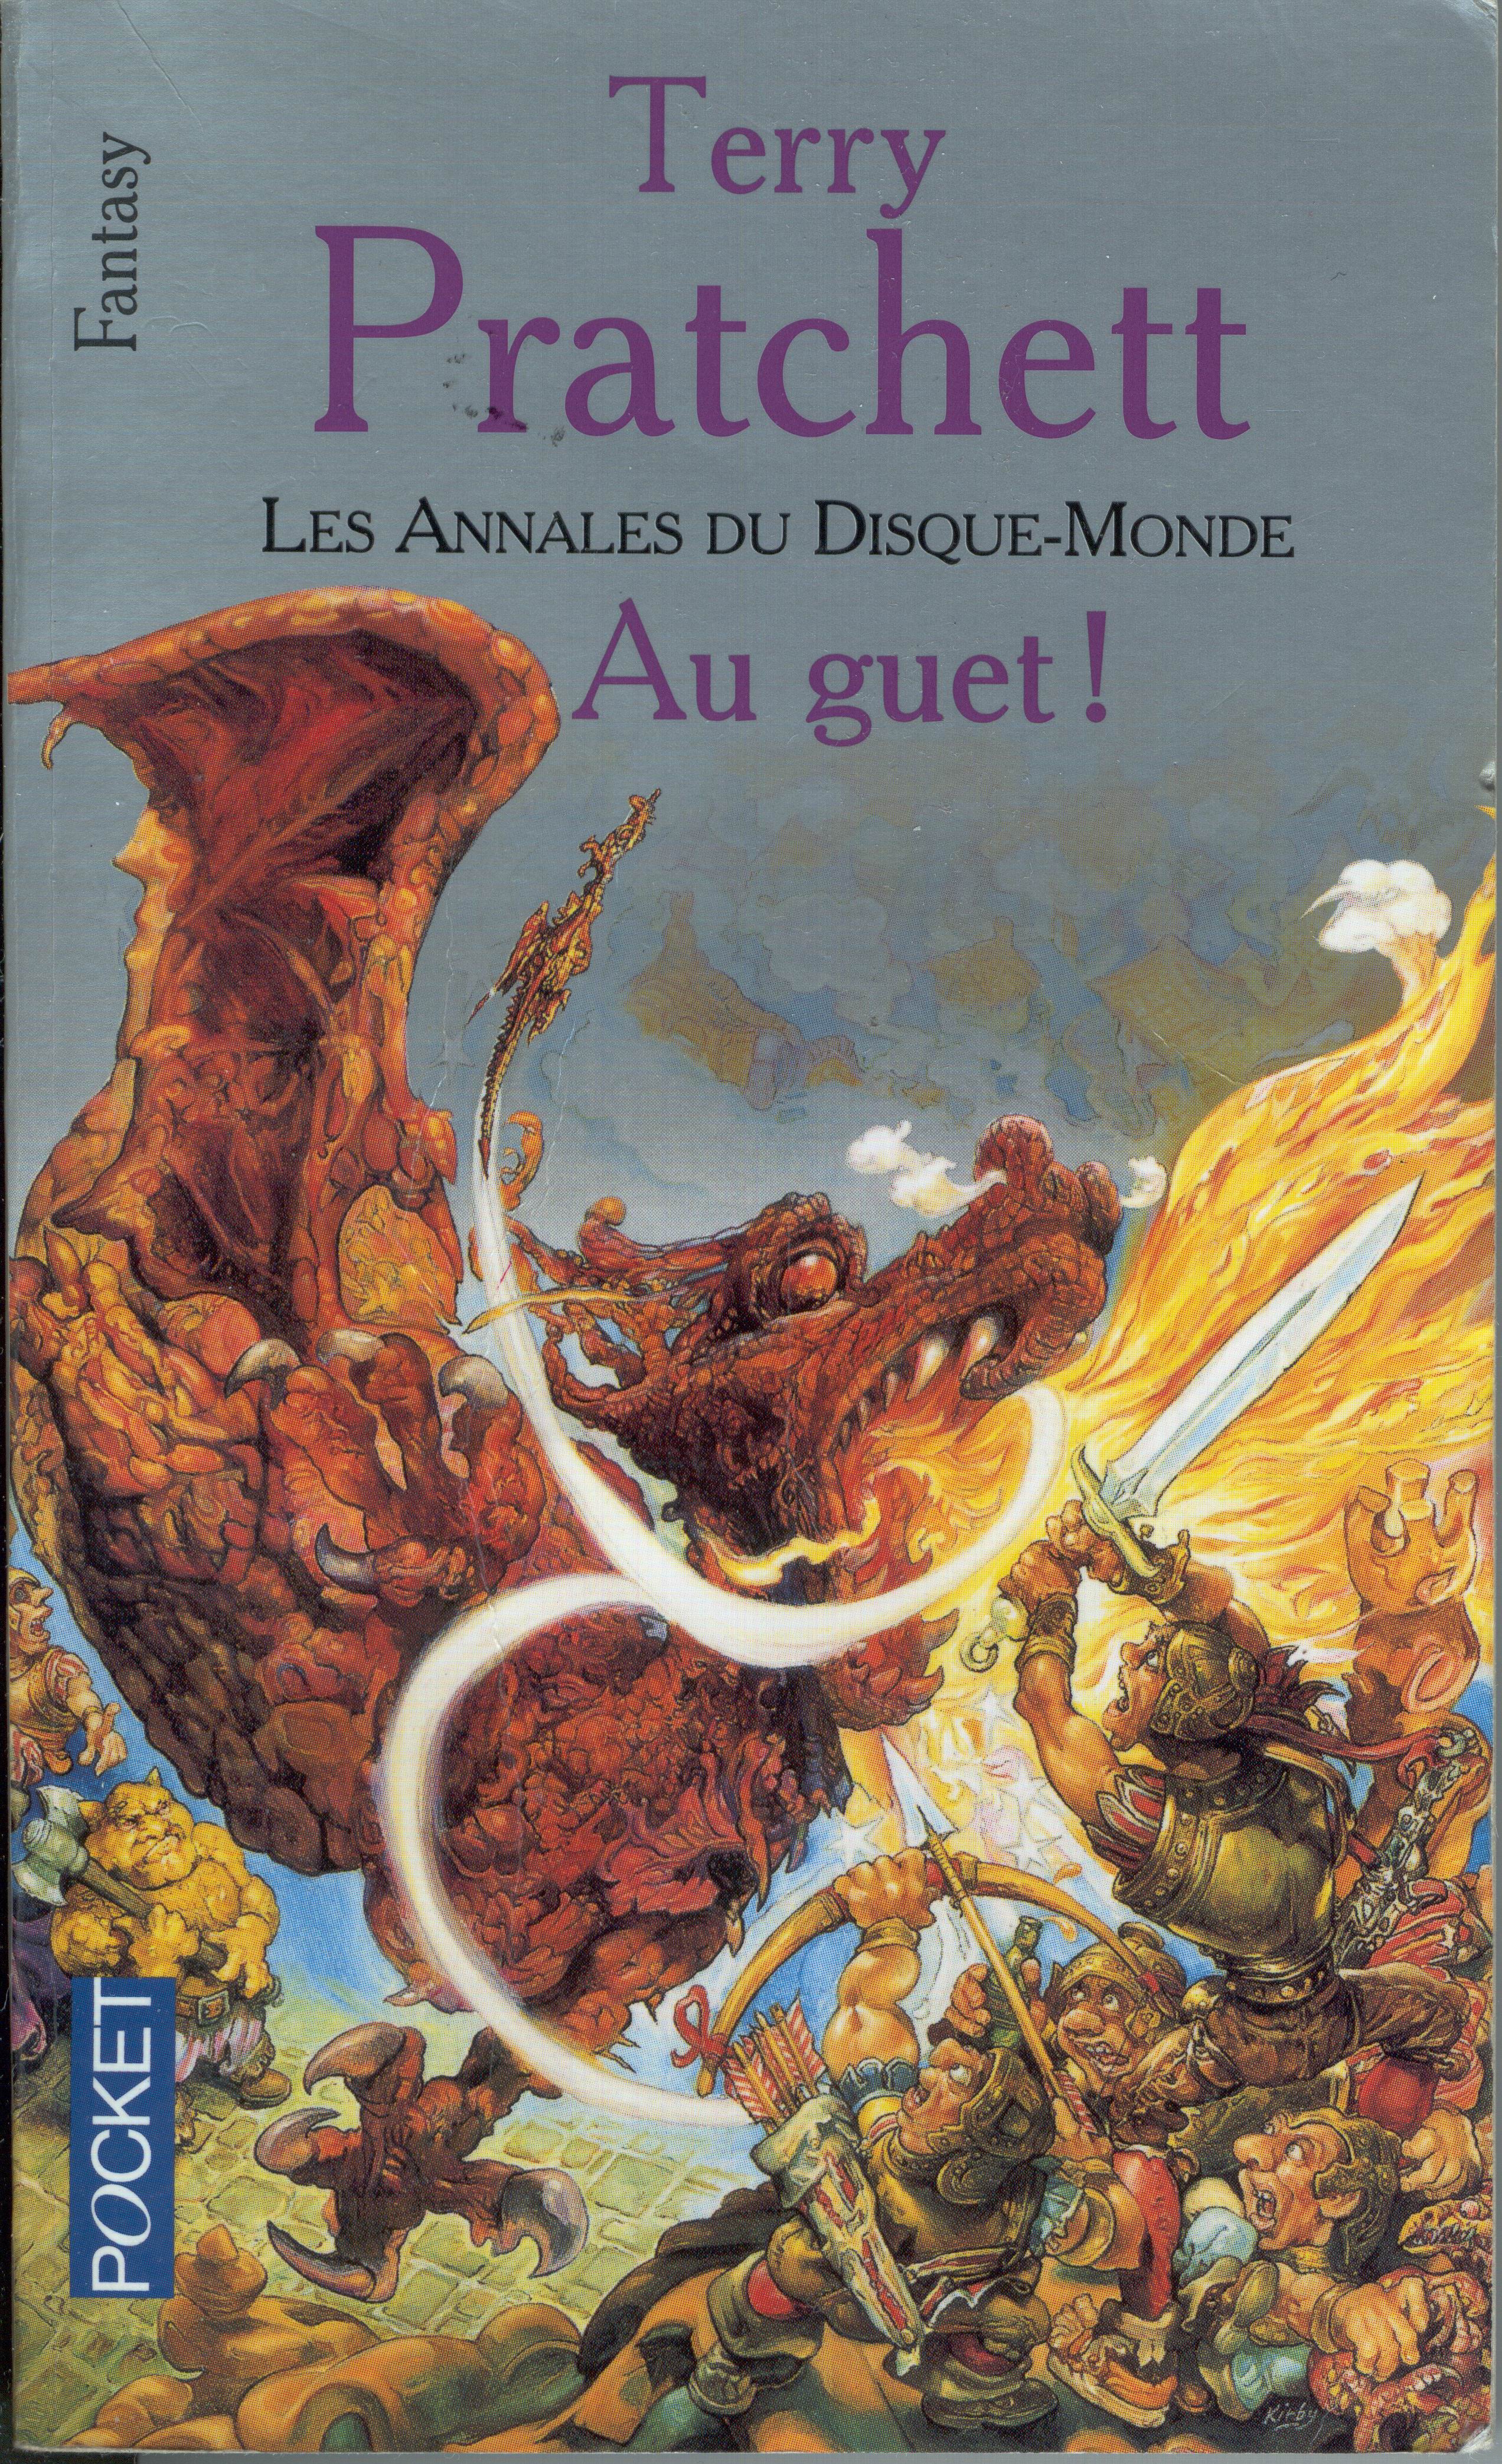 Fantasy
Terry
Pratchett
LES ANNALES DU DISQUE-MONDE
Au guet !
POCKET
Kirby